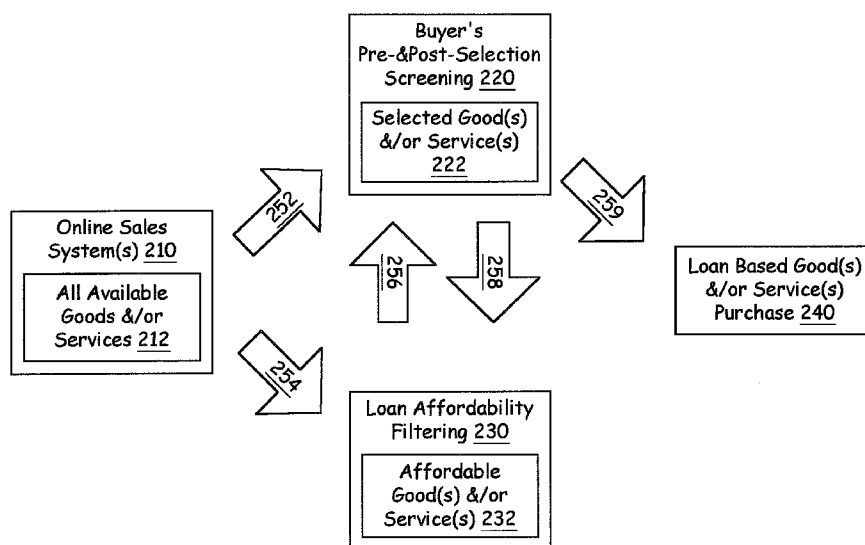 Buyer's
Pre-&Post-Selection
Screening 220
Selected Good(s)
&/or Service(s)
222
252
259
Online Sales
System(s) 210
All Available
Goods &/or
Services 212
256
258
Loan Based Good(s)
&/or Service(s)
Purchase 240
254
Loan Affordability
Filtering 230
Affordable
Good(s) &/or
Service(s) 232